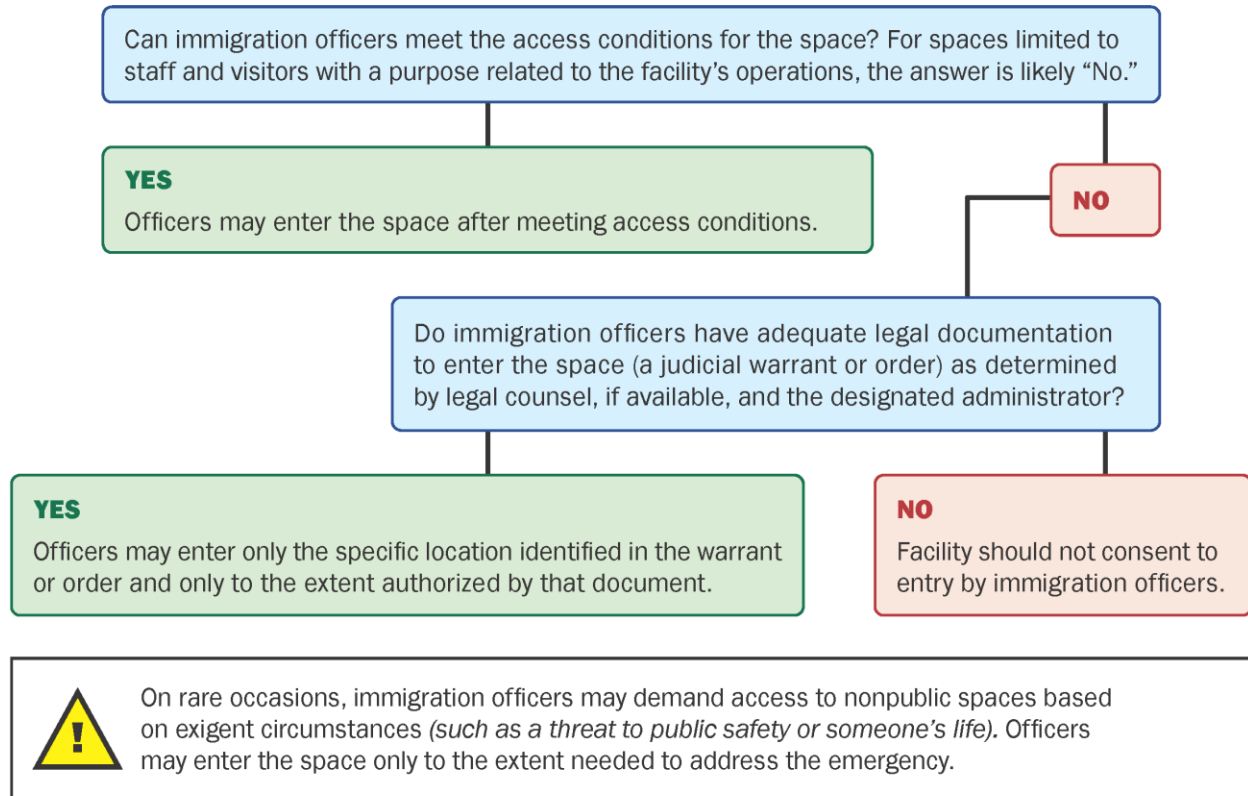 Can immigration officers meet the access conditions for the space? For spaces limited to
staff and visitors with a purpose related to the facility’s operations, the answer is likely “No.”
YES
Officers may enter the space after meeting access conditions.
NO
Do immigration officers have adequate legal documentation
to enter the space (a judicial warrant or order) as determined
by legal counsel, if available, and the designated administrator?
YES
Officers may enter only the specific location identified in the warrant
or order and only to the extent authorized by that document.
NO
Facility should not consent to
entry by immigration officers.
!
On rare occasions, immigration officers may demand access to nonpublic spaces based
on exigent circumstances (such as a threat to public safety or someone’s life). Officers
may enter the space only to the extent needed to address the emergency.